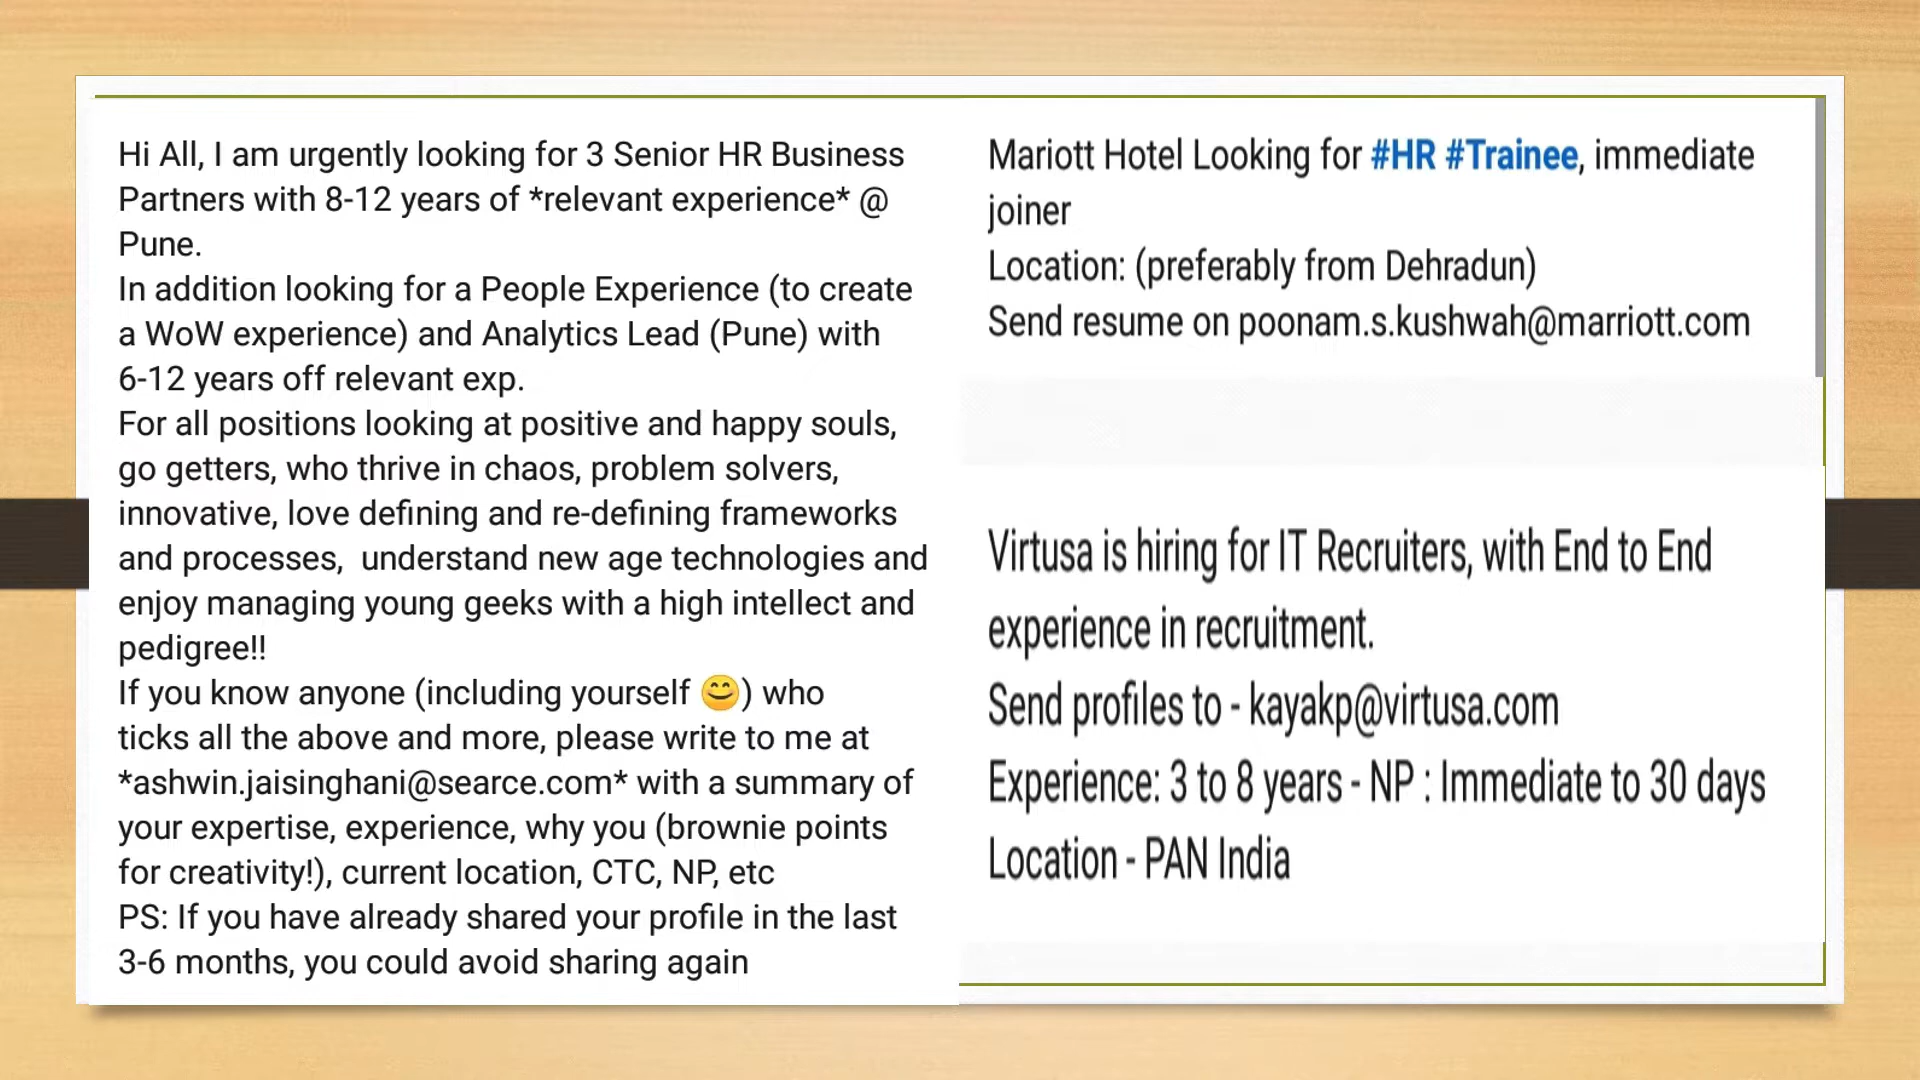 Hi All, I am urgently looking for 3 Senior HR Business
Partners with 8-12 years of *relevant experience* @
Pune.
In addition looking for a People Experience (to create
a WoW experience) and Analytics Lead (Pune) with
6-12 years off relevant exp.
For all positions looking at positive and happy souls,
go getters, who thrive in chaos, problem solvers,
innovative, love defining and re-defining frameworks
and processes,  understand new age technologies and
enjoy managing young geeks with a high intellect and
pedigree!!
If you know anyone (including yourself 😊) who
ticks all the above and more, please write to me at
*ashwin.jaisinghani@searce.com* with a summary of
your expertise, experience, why you (brownie points
for creativity!), current location, CTC, NP, etc
PS: If you have already shared your profile in the last
3-6 months, you could avoid sharing again
Mariott Hotel Looking for #HR #Trainee, immediate
joiner
Location: (preferably from Dehradun)
Send resume on poonam.s.kushwah@marriott.com
Virtusa is hiring for IT Recruiters, with End to End
experience in recruitment.
Send profiles to - kayakp@virtusa.com
Experience: 3 to 8 years - NP : Immediate to 30 days
Location - PAN India